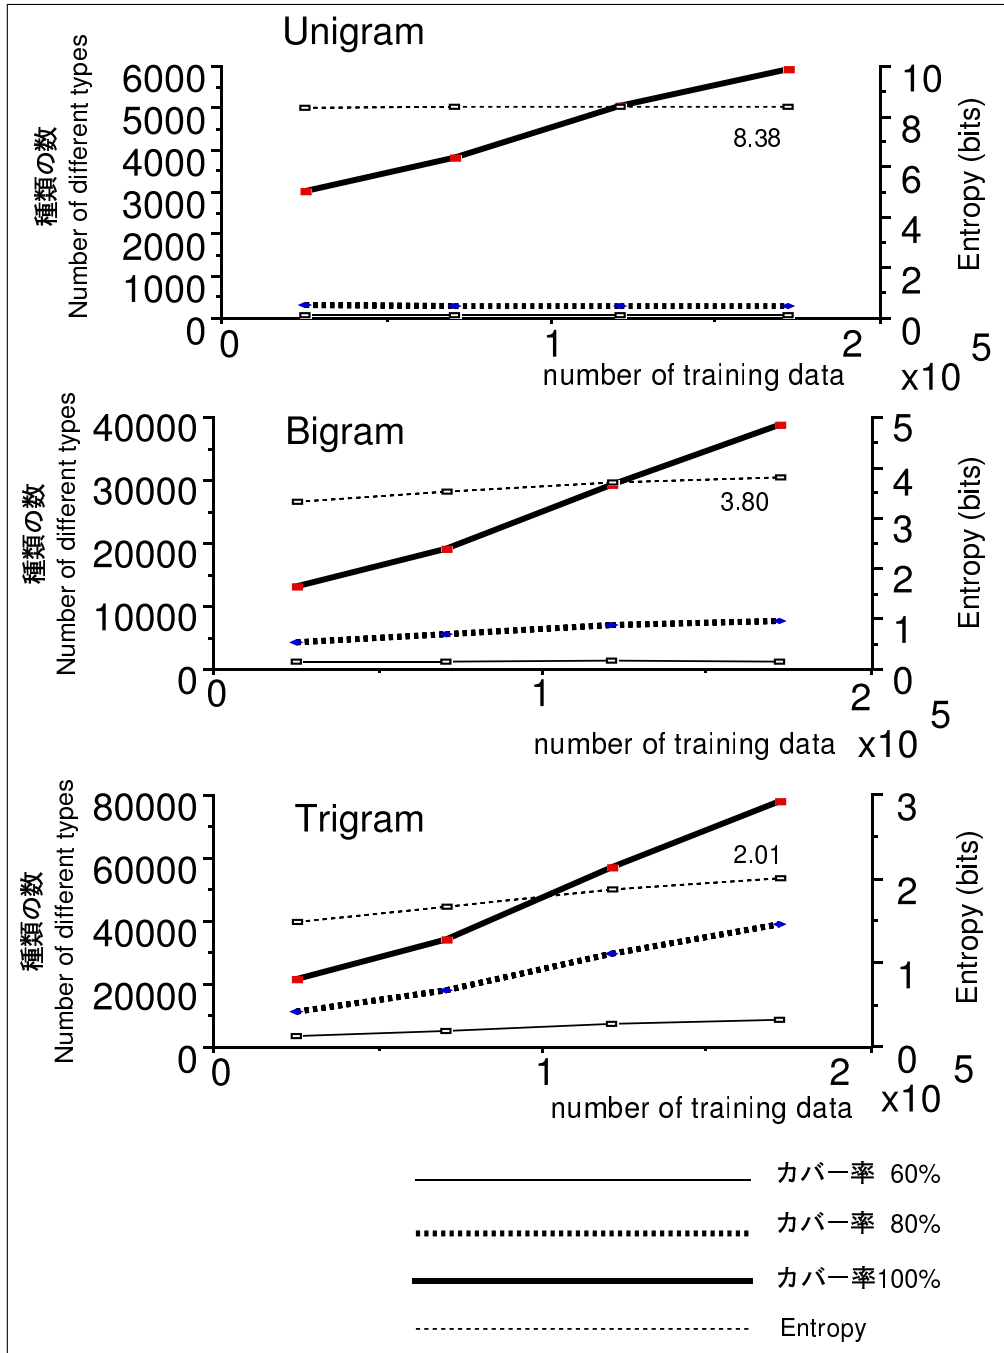 Unigram
6000
5000
4000
3000
2000
1000
0
種類の数
Number of different types
10
8
6
4
2
0
Entropy (bits)
8.38
0
1
2
number of training data
x10 5
Bigram
40000
30000
20000
10000
0
種類の数
Number of different types
5
4
3
2
1
0
Entropy (bits)
3.80
0
1
2
number of training data
x10 5
Trigram
80000
60000
40000
20000
0
種類の数
Number of different types
3
2
1
0
Entropy (bits)
2.01
0
1
2
number of training data
x10 5
カバー率 60%
カバー率 80%
カバー率100%
Entropy